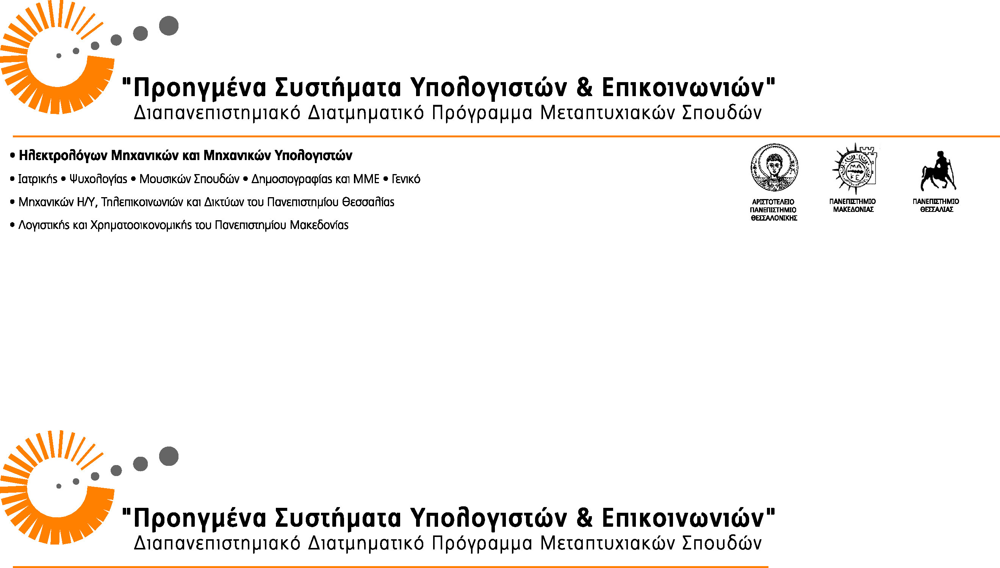 "Προηγμένα Συστήματα Υπολογιστών & Επικοινωνιών"
Διαπανεπιστημιακό Διατμηματικό Πρόγραμμα Μεταπτυχιακών Σπουδών
• Ηλεκτρολόγων Μηχανικών και Μηχανικών Υπολογιστών
• Ιατρικής • Ψυχολογίας • Μουσικών Σπουδών • Δημοσιογραφίας και ΜΜΕ • Γενικό
• Μηχανικών Η/Υ, Τηλεπικοινωνιών και Δικτύων του Πανεπιστημίου Θεσσαλίας
• Λογιστικής και Χρηματοοικονομικής του Πανεπιστημίου Μακεδονίας
ΑΡΙΣΤΟΤΕΛΕΙΟ
ΠΑΝΕΠΙΣΤΗΜΙΟ
ΘΕΣΣΑΛΟΝΙΚΗΣ
ΜΑ
ΚΕ
ΠΑΝΕΠΙΣΤΗΜΙΟ
ΜΑΚΕΔΟΝΙΑΣ
ΠΑΝΕΠΙΣΤΗΜΙΟ
ΘΕΣΣΑΛΙΑΣ
"Προηγμένα Συστήματα Υπολογιστών & Επικοινωνιών"
Διαπανεπιστημιακό Διατμηματικό Πρόγραμμα Μεταπτυχιακών Σπουδών